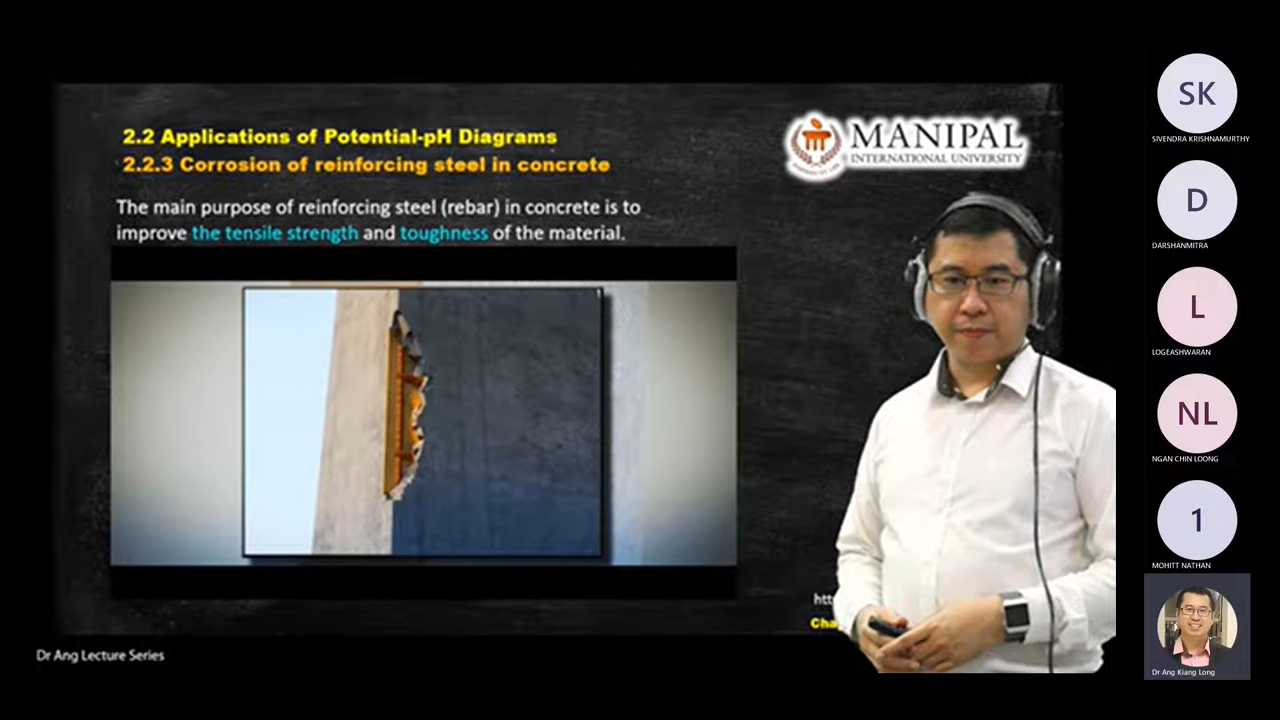 2.2 Applications of Potential-pH Diagrams
2.2.3 Corrosion of reinforcing steel in concrete
The main purpose of reinforcing steel (rebar) in concrete is to
improve the tensile strength and toughness of the material.
MANIPAL
INTERNATIONAL UNIVERSITY
Dr Ang Lecture Series
SK
SIVENDRA KRISHNAMURTHY
D
DARSHANMITRA
L
LOGEASHWARAN
NL
NGAN CHIN LOONG
1
MOHITT NATHAN
Dr Ang Kiang Long